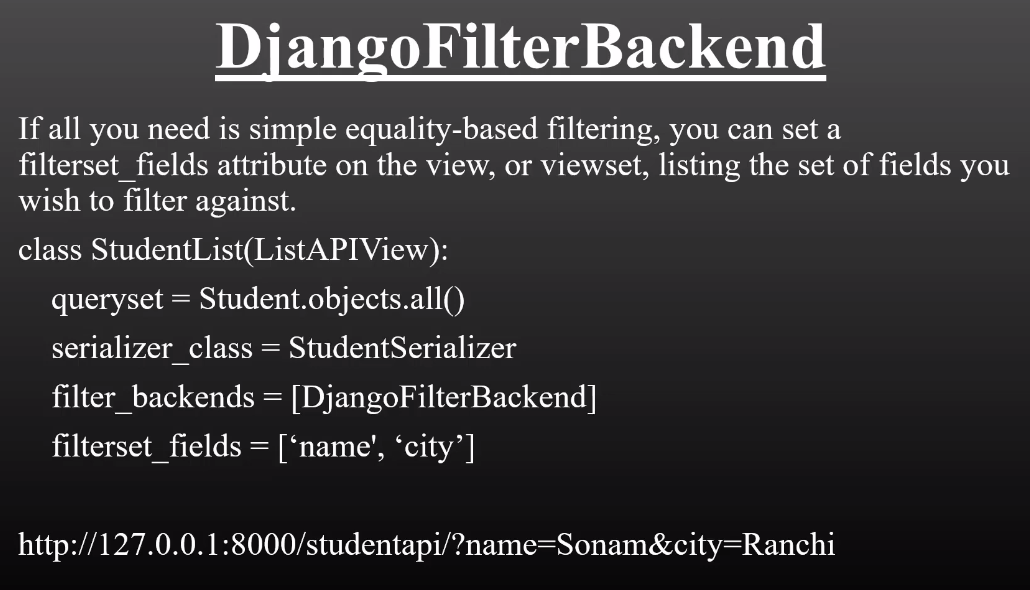 DjangoFilterBackend
If all you need is simple equality-based filtering, you can set a
filterset_fields attribute on the view, or viewset, listing the set of fields you
wish to filter against.
class StudentList(ListAPIView):
queryset = Student.objects.all()
serializer_class = StudentSerializer
filter_backends = [DjangoFilterBackend]
filterset_fields = [‘name', ‘city’]
http://127.0.0.1:8000/studentapi/?name=Sonam&city=Ranchi